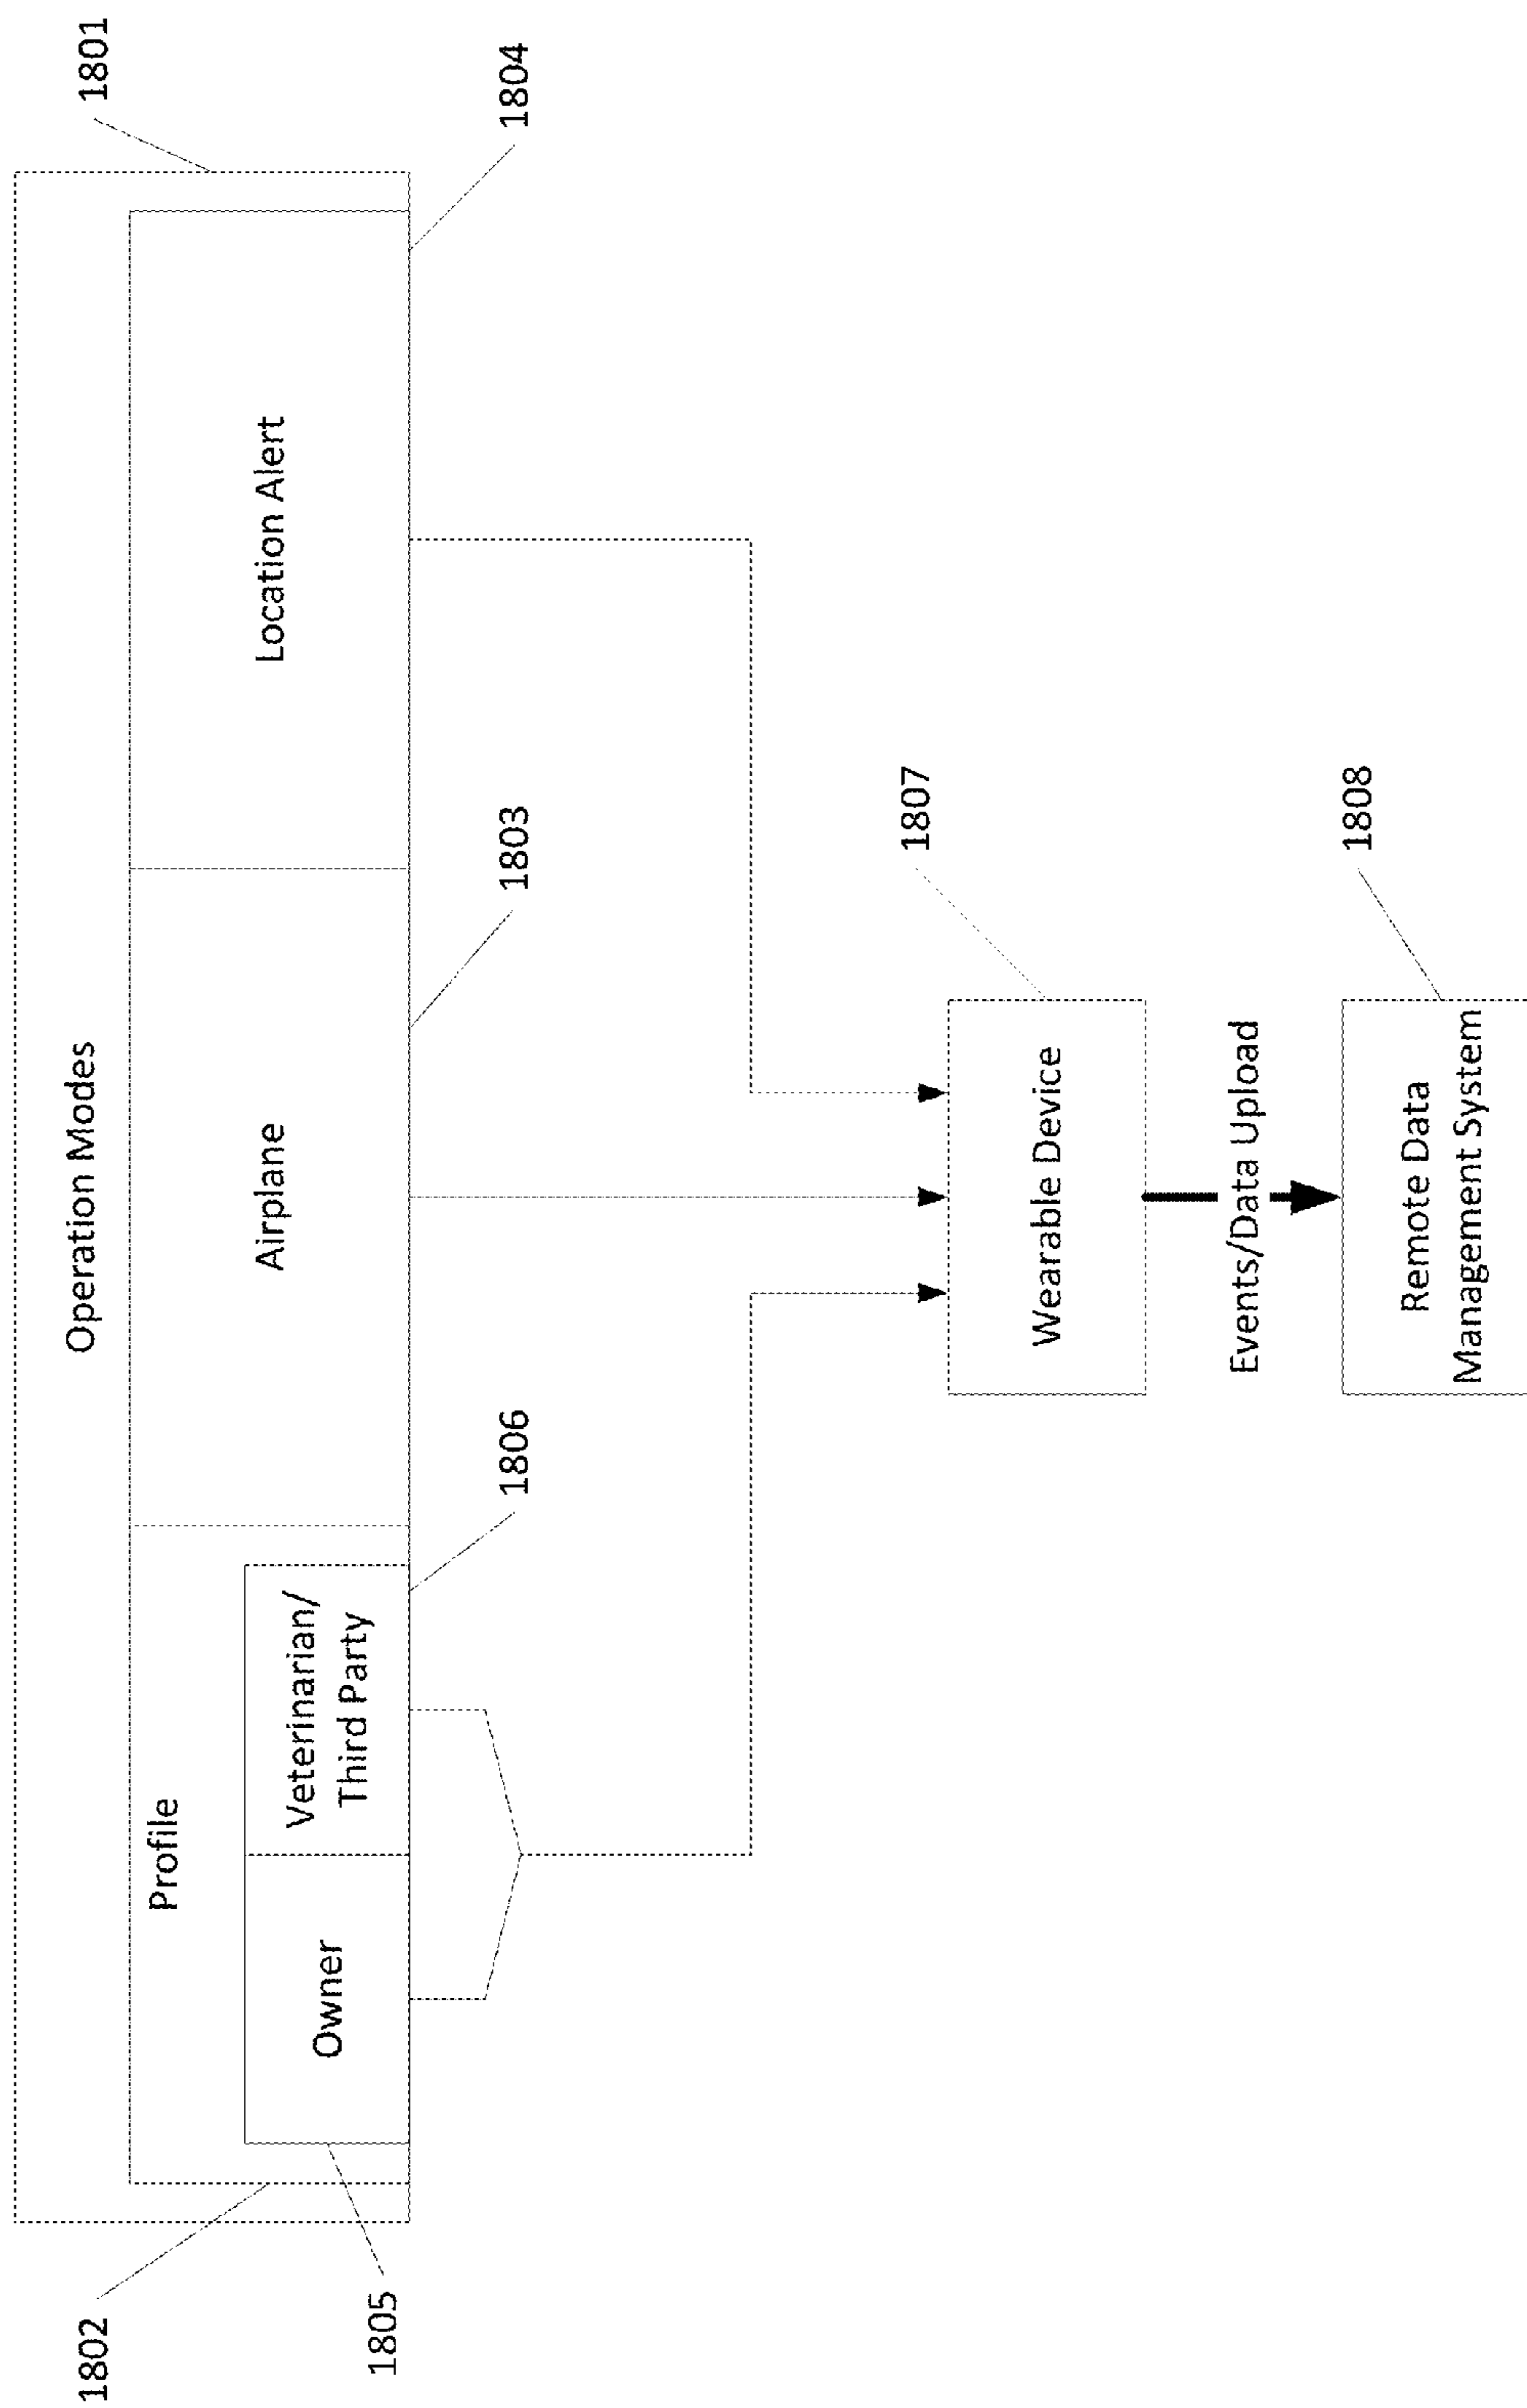 1801
Operation Modes
1802
Profile
Airplane
Location Alert
Owner
Veterinarian/
Third Party
1805
1806
1803
1804
Wearable Device
1807
Events/Data Upload
Remote Data
Management System
1808